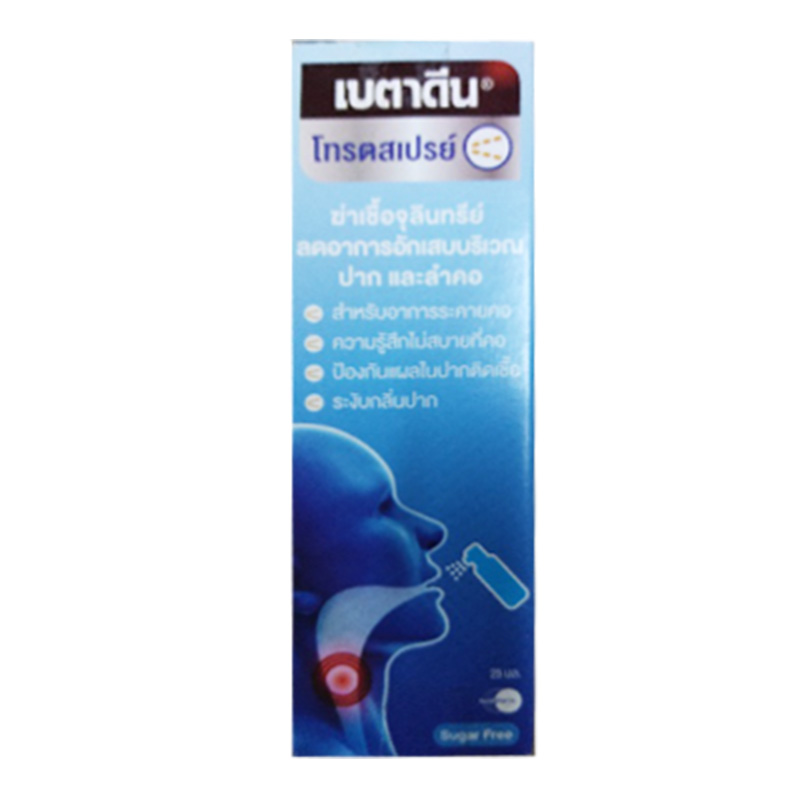 เบตาดีน®
โทรตสเปรย์
ฆ่าเชื้อจุลินทรีย์
ลดอาการอักเสบบริเวณ
ปาก และลำคอ
สำหรับอาการระคายคอ
ความรู้สึกไม่สบายที่คอ
ป้องกันแผลในปากติดเชื้อ
ระงับกลิ่นปาก
25 มล.
Sugar Free